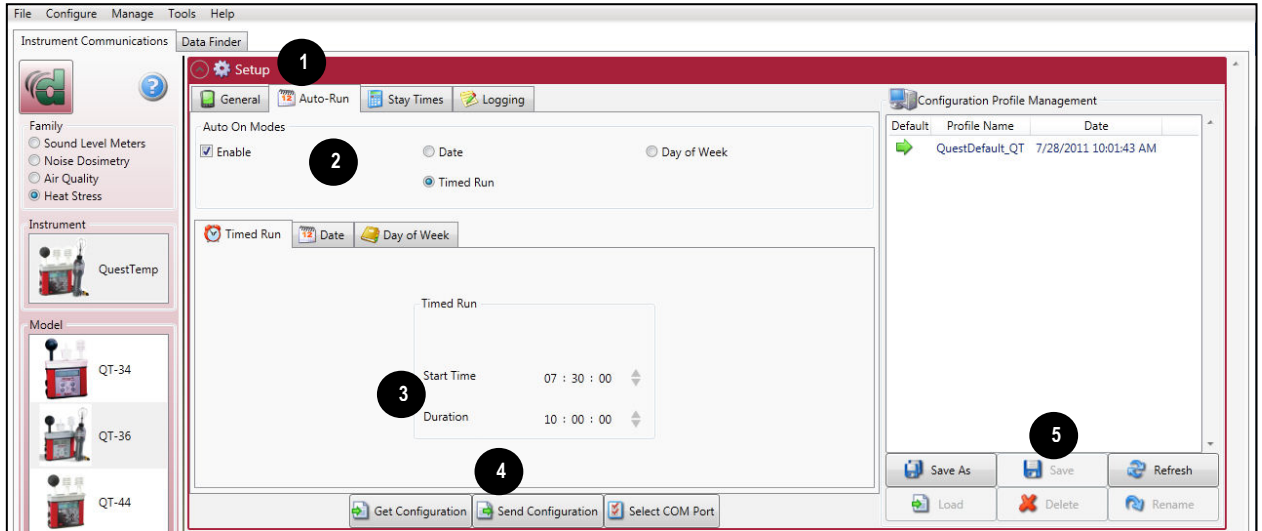 File Configure Manage Tools Help
Instrument Communications Data Finder
Setup 1
General 12 Auto-Run Stay Times Logging
Auto On Modes
Enable 2 Date Day of Week
Timed Run
Timed Run 12 Date Day of Week
Timed Run
Start Time 07 : 30 : 00
3
Duration 10 : 00 : 00
4
Get Configuration Send Configuration Select COM Port
Family
Sound Level Meters
Noise Dosimetry
Air Quality
Heat Stress
Instrument
QuestTemp
Model
QT-34
QT-36
QT-44
Configuration Profile Management
Default Profile Name Date
QuestDefault_QT 7/28/2011 10:01:43 AM
5
Save As Save Refresh
Load Delete Rename